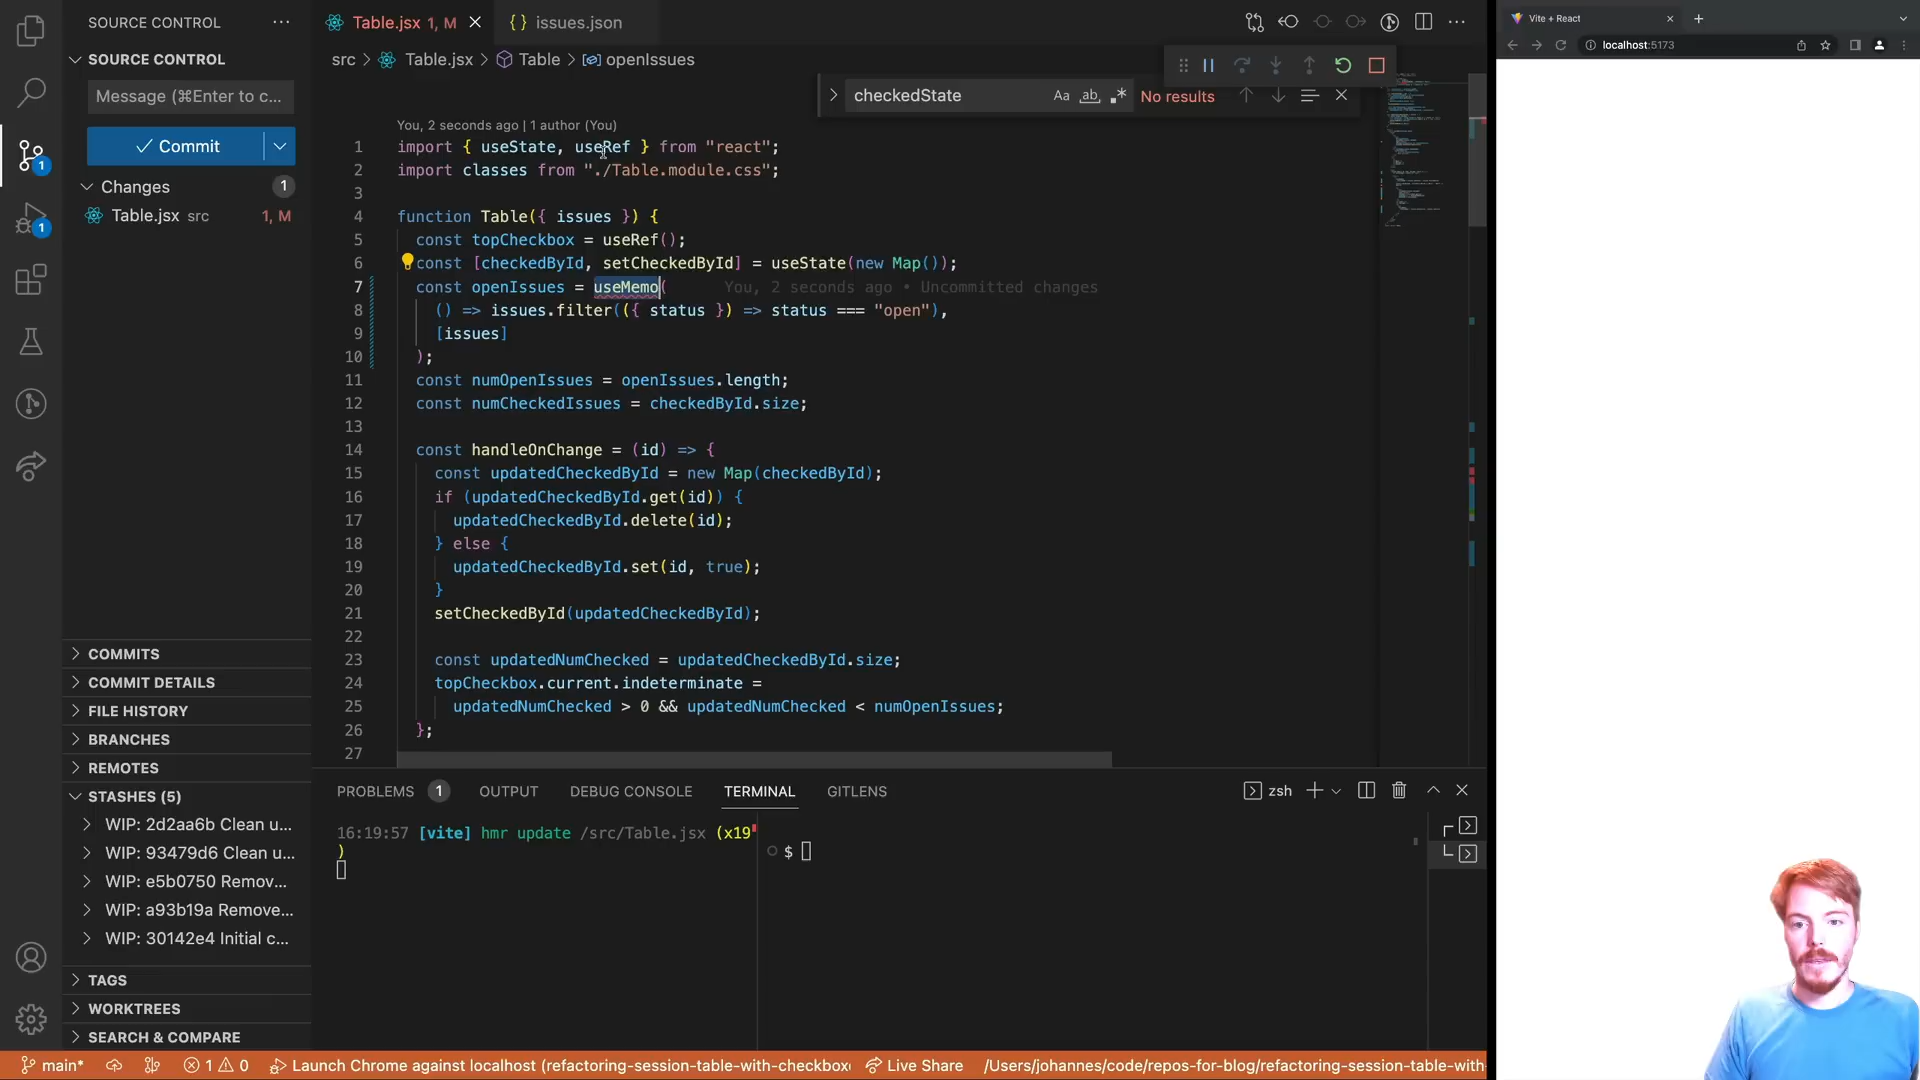 SOURCE CONTROL
SOURCE CONTROL
Message (⌘Enter to c...
Commit
1
Changes
1
Table.jsx src
1, M
1
COMMITS
COMMIT DETAILS
FILE HISTORY
BRANCHES
REMOTES
STASHES (5)
WIP: 2d2aa6b Clean u...
WIP: 93479d6 Clean u...
WIP: e5b0750 Remov...
WIP: a93b19a Remove...
WIP: 30142e4 Initial c...
TAGS
WORKTREES
SEARCH & COMPARE
Table.jsx 1, M
{} issues.json
src > Table.jsx > Table > openIssues
checkedState
Aa
ab
.*
No results
You, 2 seconds ago | 1 author (You)
1 import { useState, useRef } from "react";
2 import classes from "./Table.module.css";
3
4 function Table({ issues }) {
5 const topCheckbox = useRef();
6 const [checkedById, setCheckedById] = useState(new Map());
7 const openIssues = useMemo( You, 2 seconds ago • Uncommitted changes
8 () => issues.filter(({ status }) => status === "open"),
9 [issues]
10 );
11 const numOpenIssues = openIssues.length;
12 const numCheckedIssues = checkedById.size;
13
14 const handleOnChange = (id) => {
15 const updatedCheckedById = new Map(checkedById);
16 if (updatedCheckedById.get(id)) {
17 updatedCheckedById.delete(id);
18 } else {
19 updatedCheckedById.set(id, true);
20 }
21 setCheckedById(updatedCheckedById);
22
23 const updatedNumChecked = updatedCheckedById.size;
24 topCheckbox.current.indeterminate =
25 updatedNumChecked > 0 && updatedNumChecked < numOpenIssues;
26 };
27
PROBLEMS 1 OUTPUT DEBUG CONSOLE TERMINAL GITLENS
zsh
16:19:57 [vite] hmr update /src/Table.jsx (x19
)
$
main*
1 0
Launch Chrome against localhost (refactoring-session-table-with-checkbox
Live Share
/Users/johannes/code/repos-for-blog/refactoring-session-table-with-
Vite + React
localhost:5173